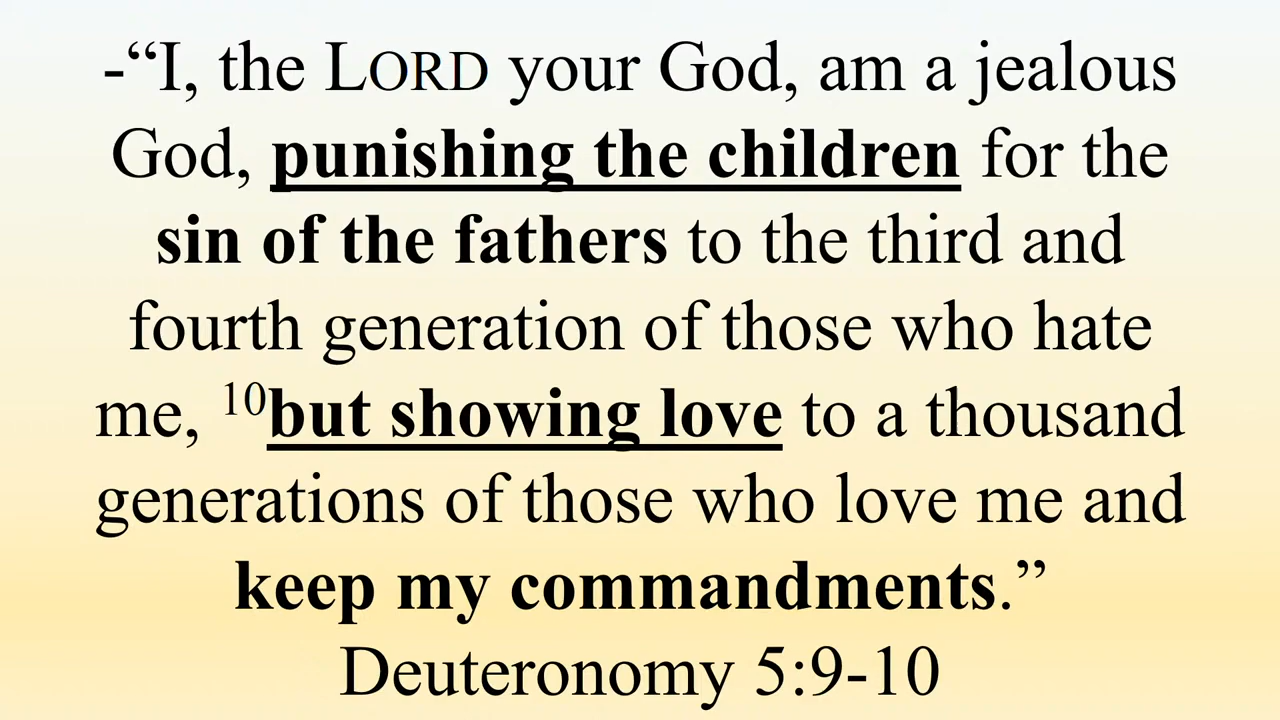 -“I, the LORD your God, am a jealous
God, punishing the children for the
sin of the fathers to the third and
fourth generation of those who hate
me, ¹⁰but showing love to a thousand
generations of those who love me and
keep my commandments.”
Deuteronomy 5:9-10